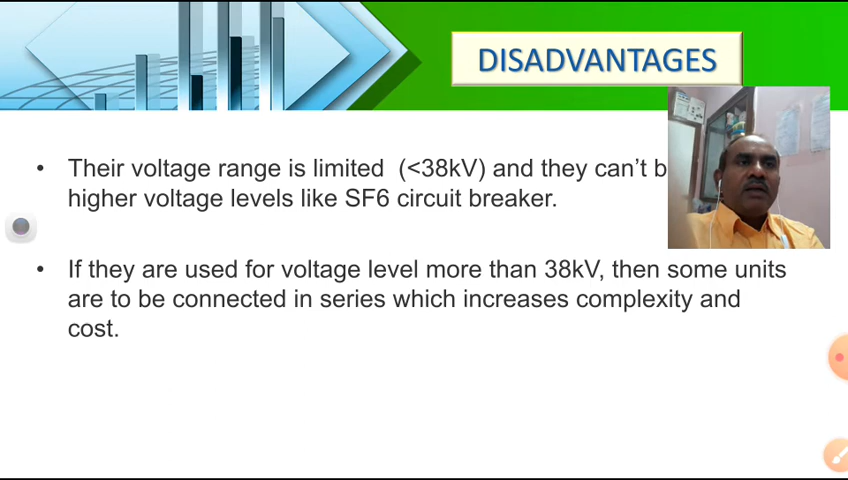 DISADVANTAGES
• Their voltage range is limited (<38kV) and they can’t b
higher voltage levels like SF6 circuit breaker.
• If they are used for voltage level more than 38kV, then some units
are to be connected in series which increases complexity and
cost.